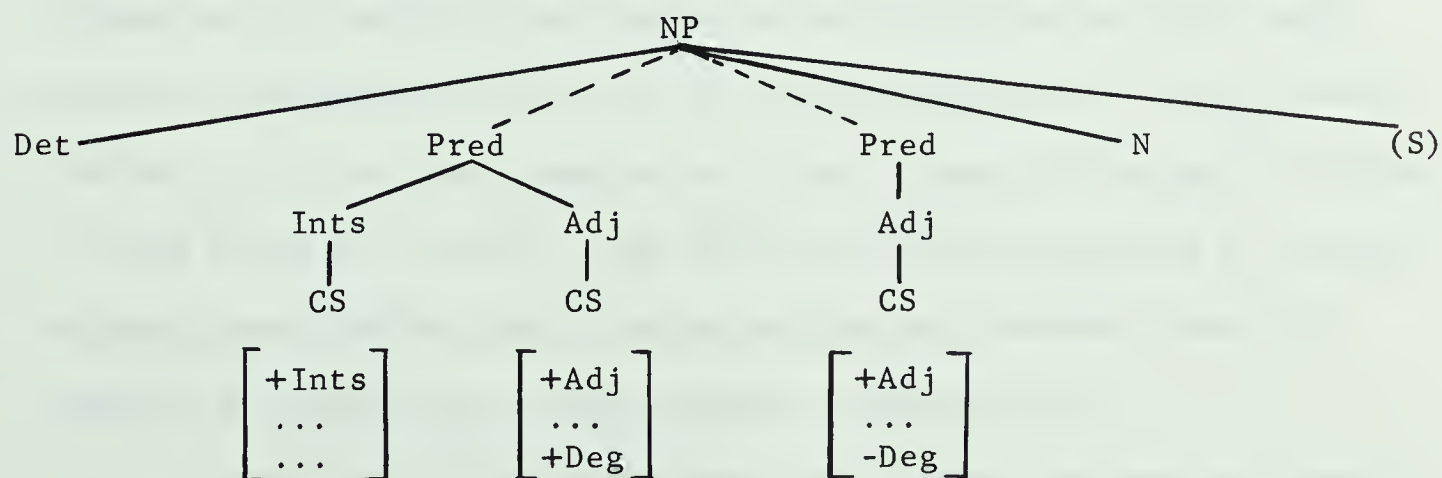 NP
Det Pred Pred N (S)
Ints Adj Adj
CS CS CS
+Ints +Adj +Adj
... ... ...
... +Deg -Deg